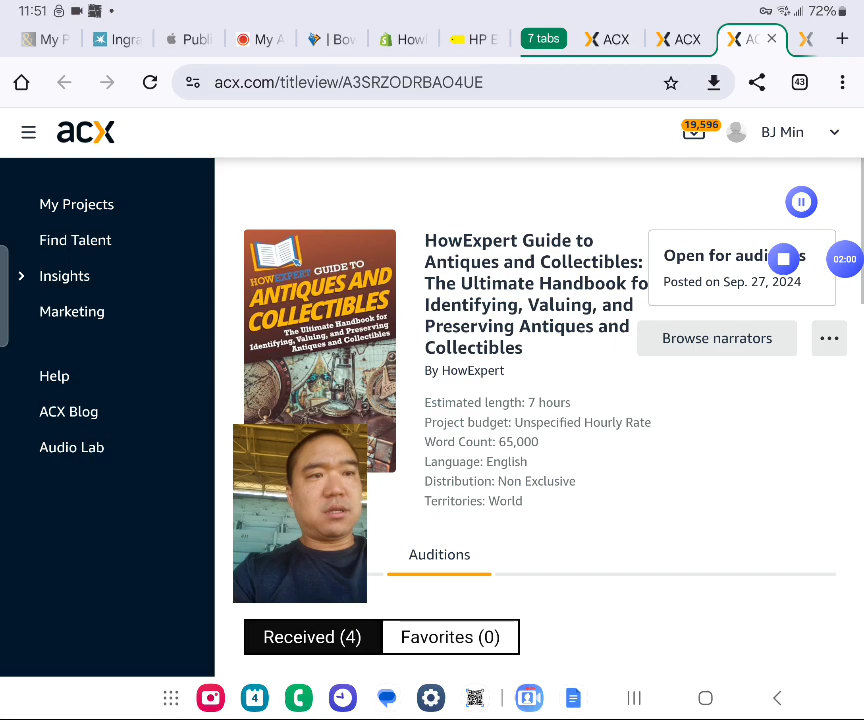 11:51
72%
My P
Ingra
Publi
My A
Bov
Howl
HP E
7 tabs
ACX
ACX
AC
acx.com/titleview/A3SRZODRBAO4UE
43
acx
19,596
BJ Min
My Projects
Find Talent
Insights
Marketing
Help
ACX Blog
Audio Lab
HOWEXPERT GUIDE TO
ANTIQUES AND
COLLECTIBLES
The Ultimate Handbook for
Identifying, Valuing, and Preserving
Antiques and Collectibles
HowExpert Guide to
Antiques and Collectibles:
The Ultimate Handbook fo
Identifying, Valuing, and
Preserving Antiques and
Collectibles
By HowExpert
Estimated length: 7 hours
Project budget: Unspecified Hourly Rate
Word Count: 65,000
Language: English
Distribution: Non Exclusive
Territories: World
Open for audi s
Posted on Sep. 27, 2024
02:00
Browse narrators
Auditions
Received (4)
Favorites (0)
4